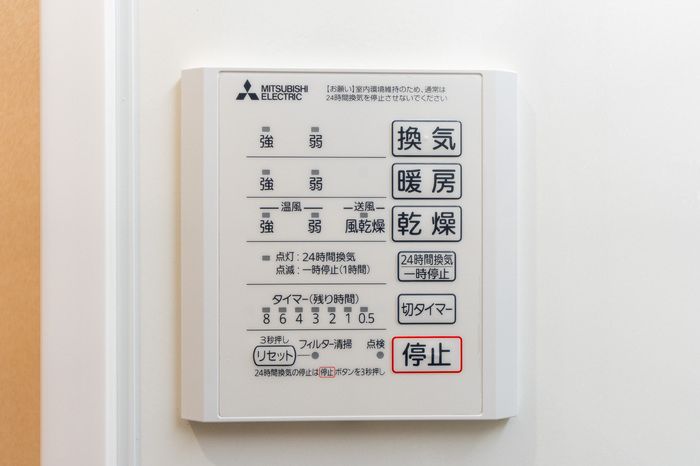 MITSUBISHI
ELECTRIC
【お願い】室内環境維持のため、通常は
24時間換気を停止させないでください
強 弱 換気
強 弱 暖房
温風 送風
強 弱 風乾燥 乾燥
点灯:24時間換気
点滅:一時停止(1時間)
24時間換気
一時停止
タイマー(残り時間)
8 6 4 3 2 1 0.5
切タイマー
3秒押し
リセット フィルター清掃 点検 停止
24時間換気の停止は停止ボタンを3秒押し